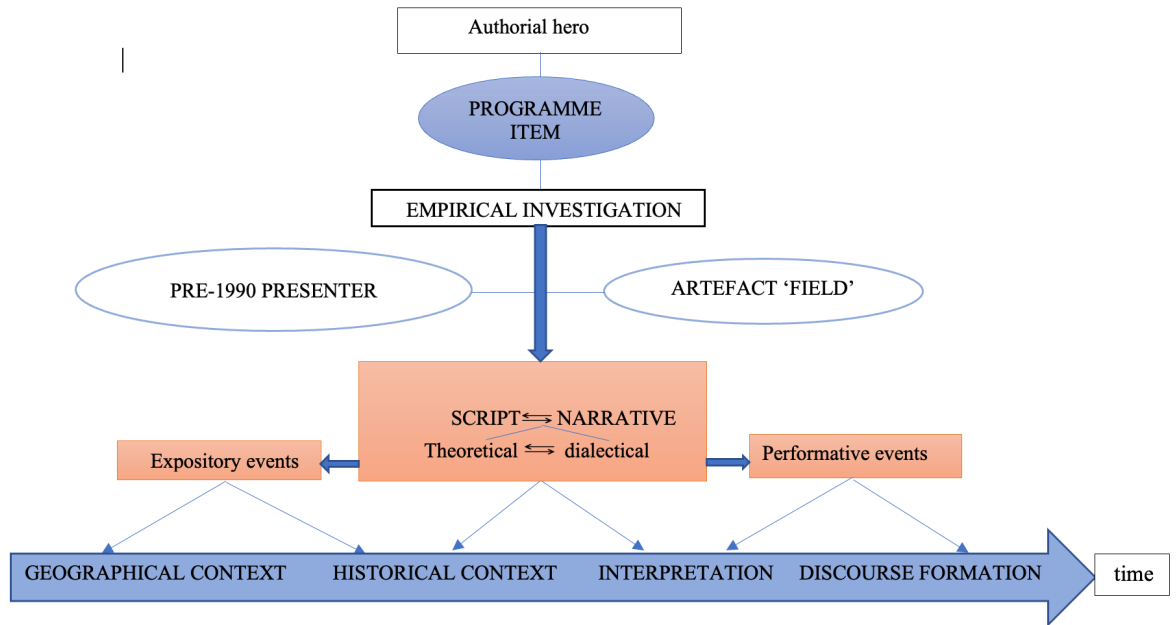 Authorial hero
PROGRAMME
ITEM
EMPIRICAL INVESTIGATION
PRE-1990 PRESENTER
ARTEFACT ‘FIELD’
SCRIPT⇌NARRATIVE
Theoretical ⇌ dialectical
Expository events
Performative events
GEOGRAPHICAL CONTEXT
HISTORICAL CONTEXT
INTERPRETATION
DISCOURSE FORMATION
time